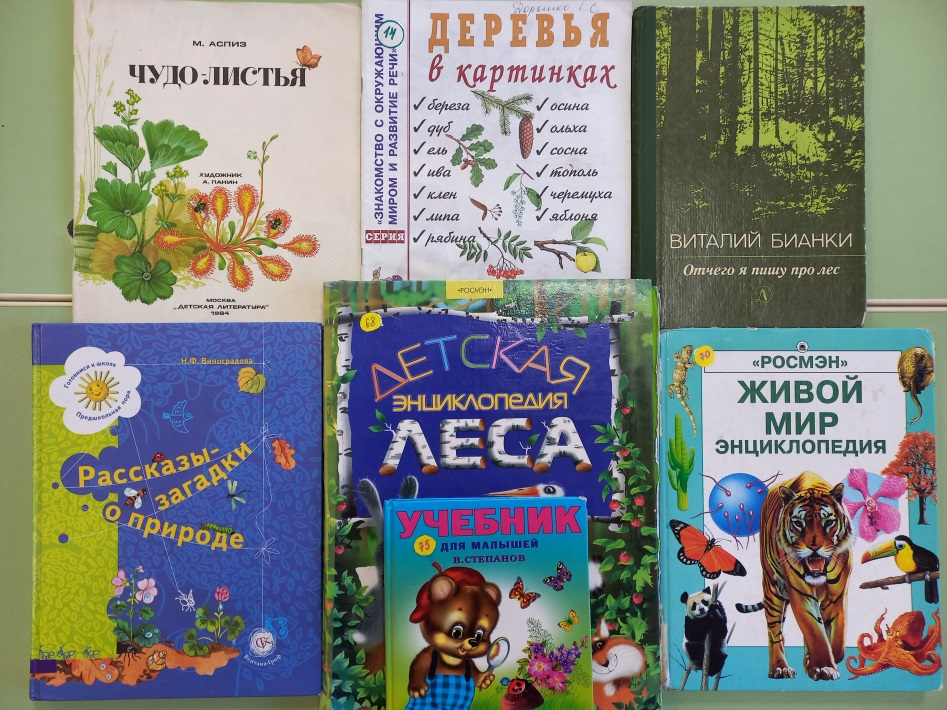 М. АСПИЗ
ЧУДО-ЛИСТЬЯ
ХУДОЖНИК
А. ПАНИН
МОСКВА
„ДЕТСКАЯ ЛИТЕРАТУРА"
1984
Дорошко Г. С
14
СЕРИЯ «ЗНАКОМСТВО С ОКРУЖАЮЩИМ
МИРОМ И РАЗВИТИЕ РЕЧИ»
ДЕРЕВЬЯ
в картинках
✓ береза
✓ дуб
✓ ель
✓ ива
✓ клен
✓ липа
✓ рябина
✓ осина
✓ ольха
✓ сосна
✓ тополь
✓ черемуха
✓ яблоня
ВИТАЛИЙ БИАНКИ
Отчего я пишу про лес
Готовимся к школе
Предшкольная пора
Н.Ф. Виноградова
Рассказы-
загадки
о природе
Вентана-Граф
«РОСМЭН»
68
ДЕТСКАЯ
ЭНЦИКЛОПЕДИЯ
ЛЕСА
УЧЕБНИК
75
ДЛЯ МАЛЫШЕЙ
В.СТЕПАНОВ
70
«РОСМЭН»
ЖИВОЙ
МИР
ЭНЦИКЛОПЕДИЯ